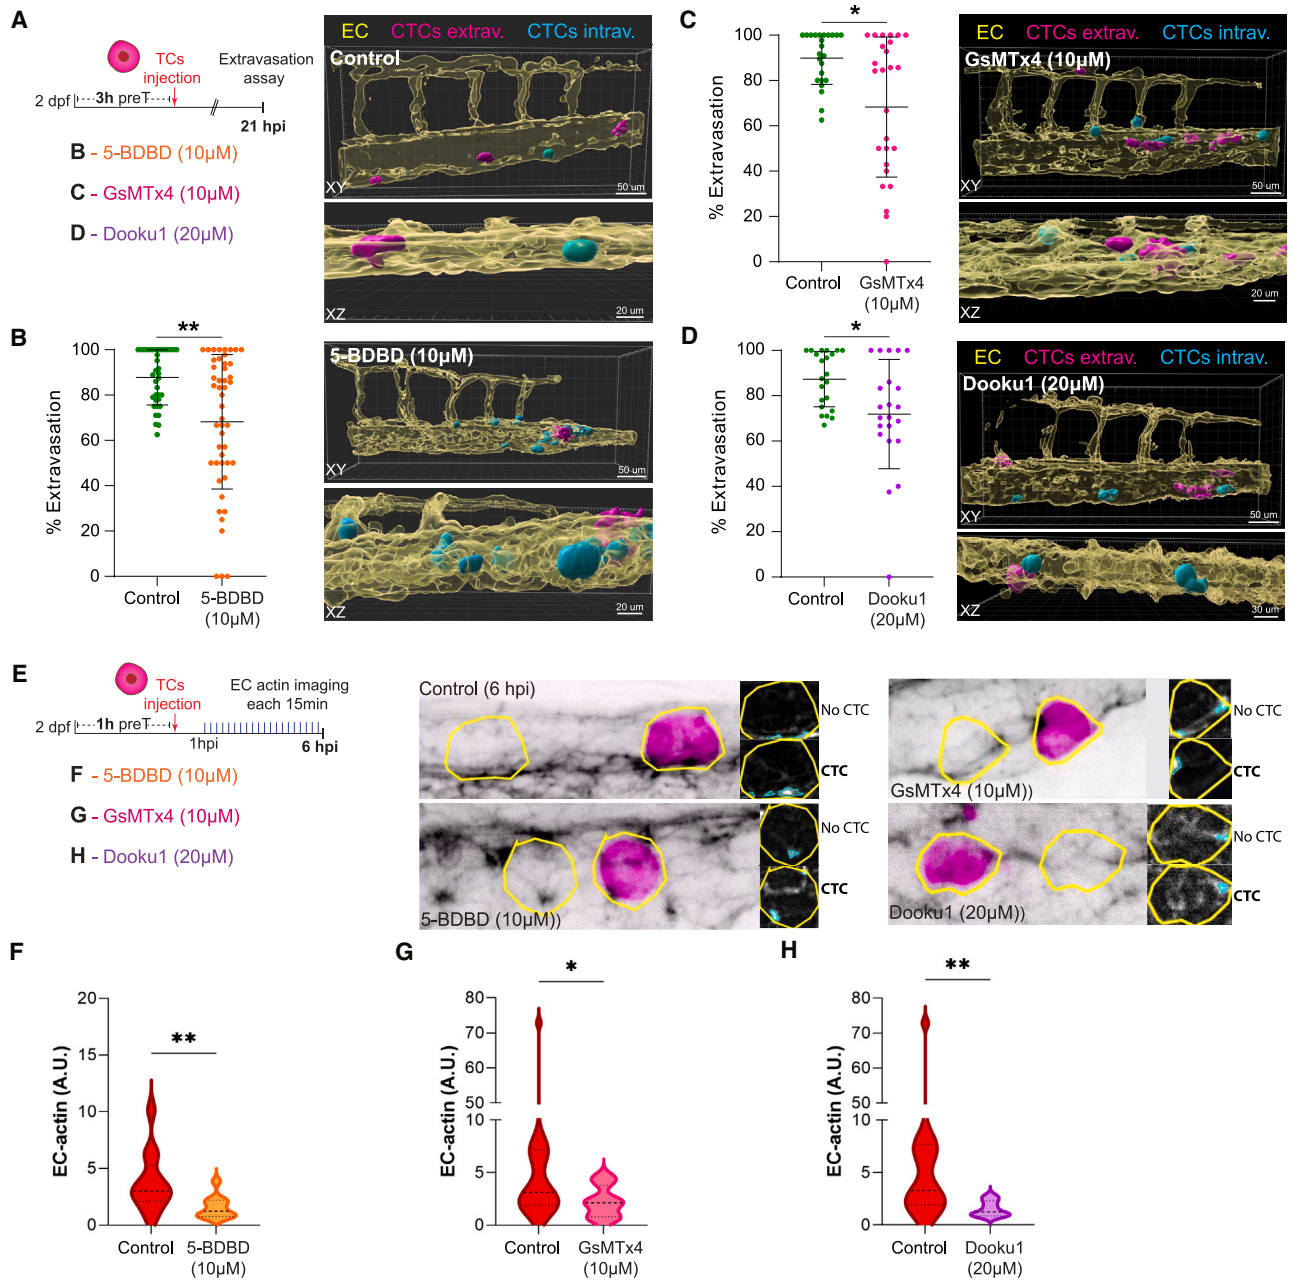 A
TCs
injection
Extravasation
assay
2 dpf
3h preT
21 hpi
B - 5-BDBD (10µM)
C - GsMTx4 (10µM)
D - Dooku1 (20µM)
EC CTCs extrav. CTCs intrav.
Control
XY
50 um
XZ
20 um
C
*
% Extravasation
100
80
60
40
20
0
Control
GsMTx4
(10µM)
EC CTCs extrav. CTCs intrav.
GsMTx4 (10µM)
XY
50 um
XZ
20 um
B
**
% Extravasation
100
80
60
40
20
0
Control
5-BDBD
(10µM)
5-BDBD (10µM)
XY
50 um
XZ
20 um
D
*
% Extravasation
100
80
60
40
20
0
Control
Dooku1
(20µM)
EC CTCs extrav. CTCs intrav.
Dooku1 (20µM)
XY
50 um
XZ
30 um
E
TCs
injection
EC actin imaging
each 15min
2 dpf
1h preT
1hpi
6 hpi
F - 5-BDBD (10µM)
G - GsMTx4 (10µM)
H - Dooku1 (20µM)
Control (6 hpi)
No CTC
CTC
GsMTx4 (10µM))
No CTC
CTC
5-BDBD (10µM))
No CTC
CTC
Dooku1 (20µM))
No CTC
CTC
F
**
EC-actin (A.U.)
20
15
10
5
0
Control
5-BDBD
(10µM)
G
*
EC-actin (A.U.)
80
70
60
50
10
5
0
Control
GsMTx4
(10µM)
H
**
EC-actin (A.U.)
80
70
60
50
10
5
0
Control
Dooku1
(20µM)